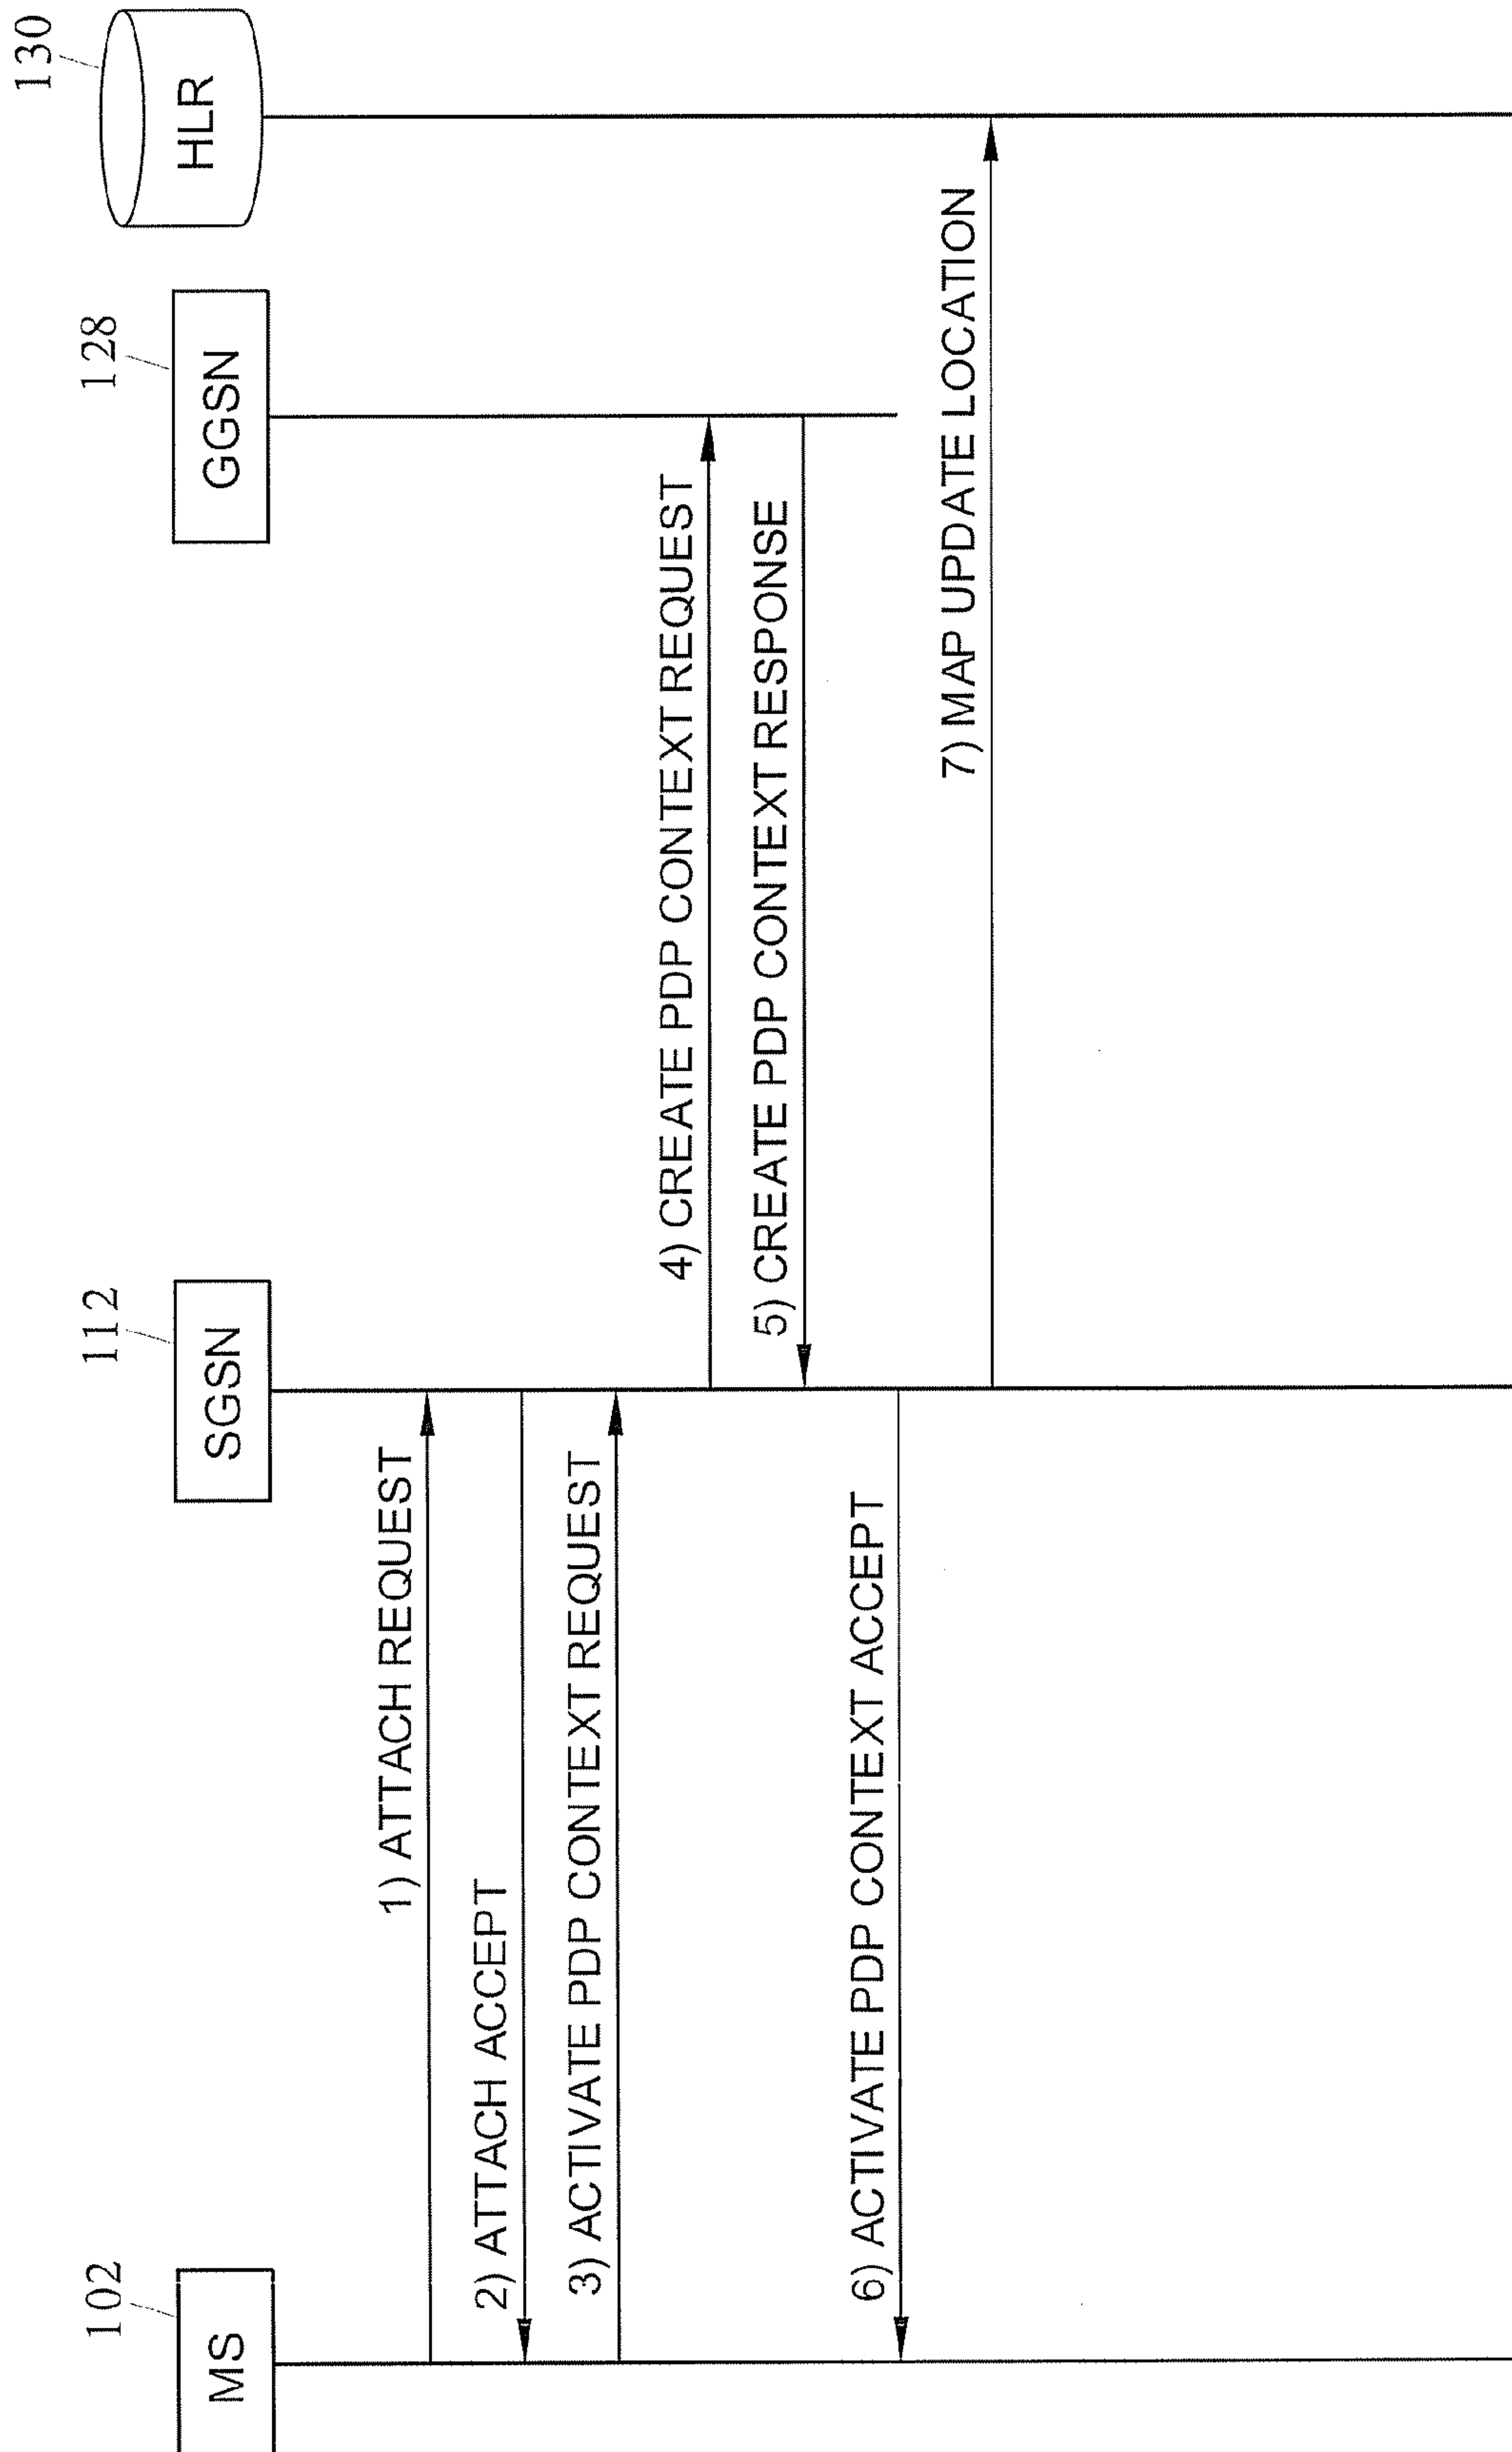 102
MS
112
SGSN
128
GGSN
130
HLR
1) ATTACH REQUEST
2) ATTACH ACCEPT
3) ACTIVATE PDP CONTEXT REQUEST
4) CREATE PDP CONTEXT REQUEST
5) CREATE PDP CONTEXT RESPONSE
6) ACTIVATE PDP CONTEXT ACCEPT
7) MAP UPDATE LOCATION